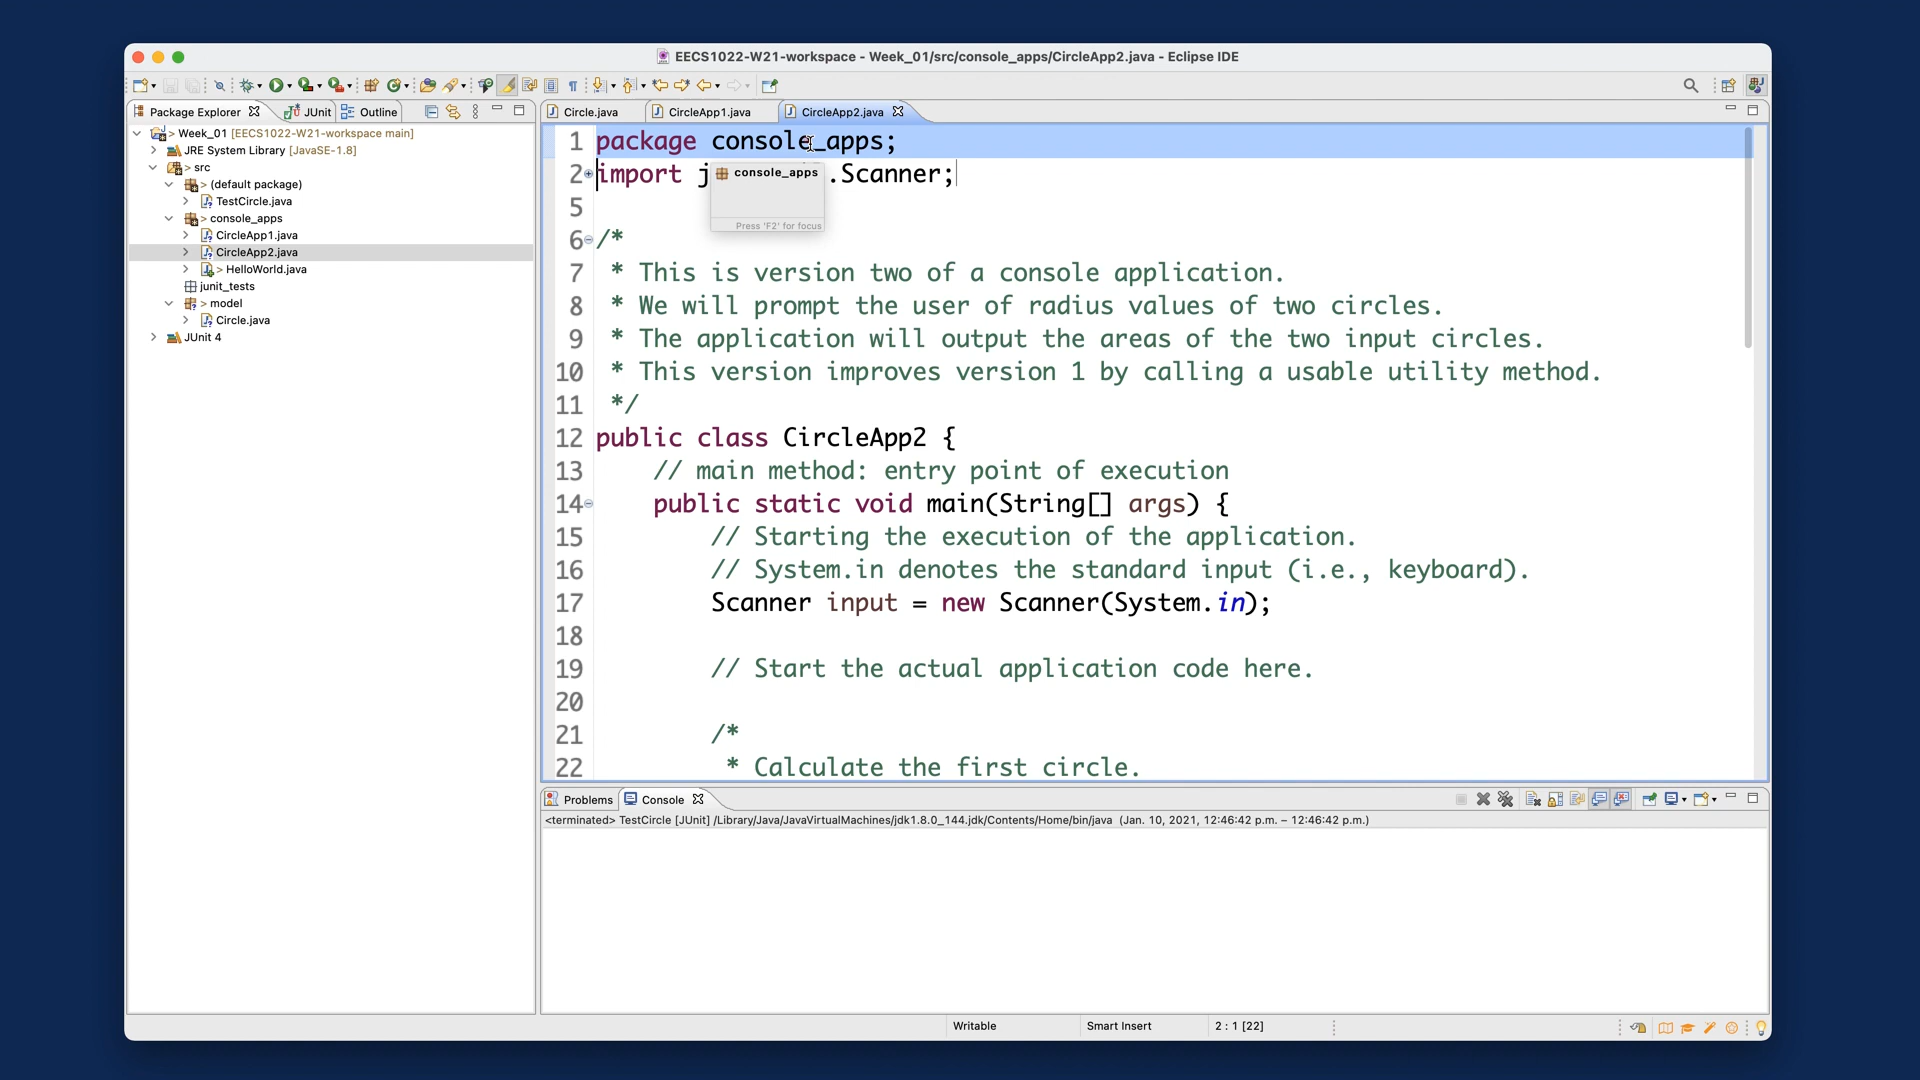 EECS1022-W21-workspace - Week_01/src/console_apps/CircleApp2.java - Eclipse IDE
Package Explorer
JUnit
Outline
Circle.java
CircleApp1.java
CircleApp2.java
> Week_01 [EECS1022-W21-workspace main]
JRE System Library [JavaSE-1.8]
> src
> (default package)
TestCircle.java
> console_apps
CircleApp1.java
CircleApp2.java
> HelloWorld.java
junit_tests
> model
Circle.java
JUnit 4
1 package console_apps;
2 import j .Scanner;
console_apps
Press 'F2' for focus
5
6 /*
7 * This is version two of a console application.
8 * We will prompt the user of radius values of two circles.
9 * The application will output the areas of the two input circles.
10 * This version improves version 1 by calling a usable utility method.
11 */
12 public class CircleApp2 {
13 // main method: entry point of execution
14 public static void main(String[] args) {
15 // Starting the execution of the application.
16 // System.in denotes the standard input (i.e., keyboard).
17 Scanner input = new Scanner(System.in);
18
19 // Start the actual application code here.
20
21 /*
22 * Calculate the first circle.
Problems
Console
<terminated> TestCircle [JUnit] /Library/Java/JavaVirtualMachines/jdk1.8.0_144.jdk/Contents/Home/bin/java (Jan. 10, 2021, 12:46:42 p.m. – 12:46:42 p.m.)
Writable
Smart Insert
2 : 1 [22]